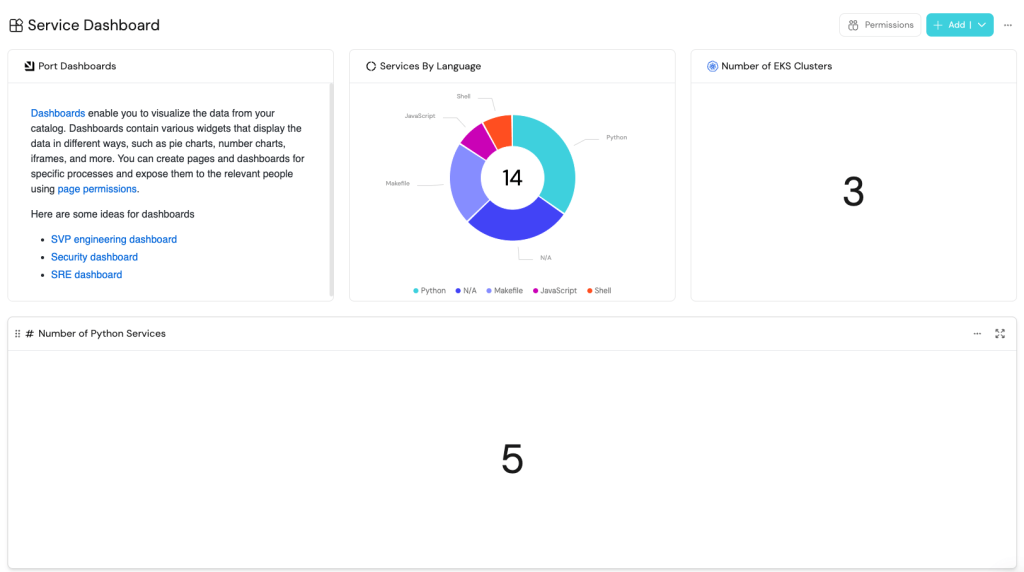 Service Dashboard
Permissions
+ Add
Port Dashboards
Dashboards enable you to visualize the data from your
catalog. Dashboards contain various widgets that display the
data in different ways, such as pie charts, number charts,
iframes, and more. You can create pages and dashboards for
specific processes and expose them to the relevant people
using page permissions.
Here are some ideas for dashboards
• SVP engineering dashboard
• Security dashboard
• SRE dashboard
Services By Language
Shell
JavaScript
Python
Makefile
14
N/A
Python N/A Makefile JavaScript Shell
Number of EKS Clusters
3
# Number of Python Services
5